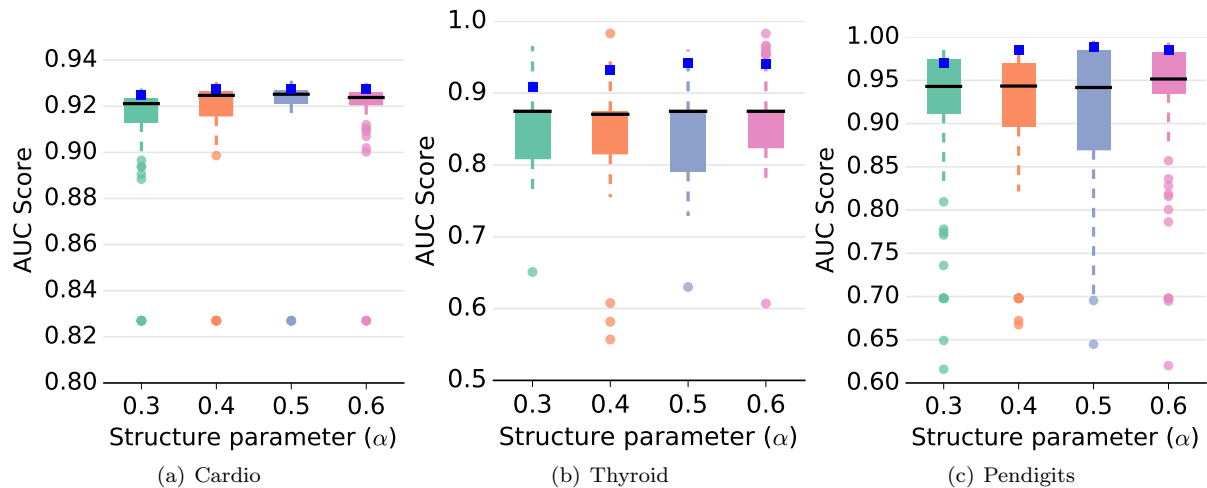 AUC Score
0.94
0.92
0.90
0.88
0.86
0.84
0.82
0.80
0.3 0.4 0.5 0.6
Structure parameter (α)
(a) Cardio
AUC Score
1.0
0.9
0.8
0.7
0.6
0.5
0.3 0.4 0.5 0.6
Structure parameter (α)
(b) Thyroid
AUC Score
1.00
0.95
0.90
0.85
0.80
0.75
0.70
0.65
0.60
0.3 0.4 0.5 0.6
Structure parameter (α)
(c) Pendigits